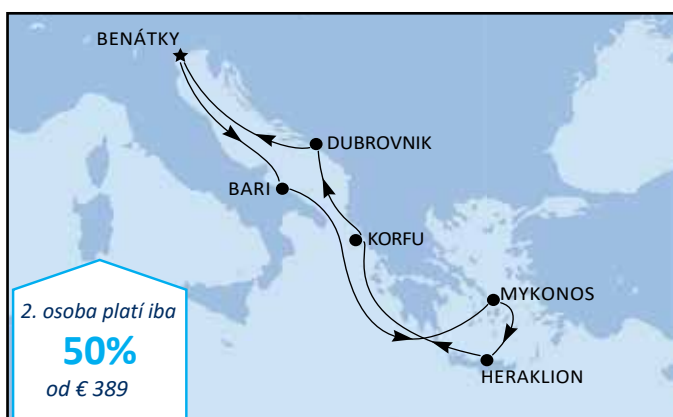 BENÁTKY
DUBROVNIK
BARI
KORFU
MYKONOS
HERAKLION
2. osoba platí iba
50%
od € 389